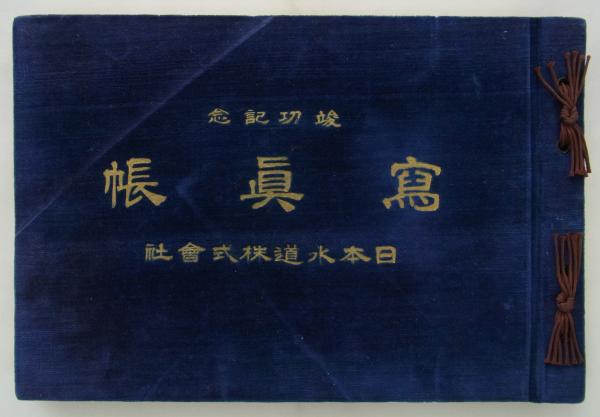 竣功記念
寫眞帳
日本水道株式會社